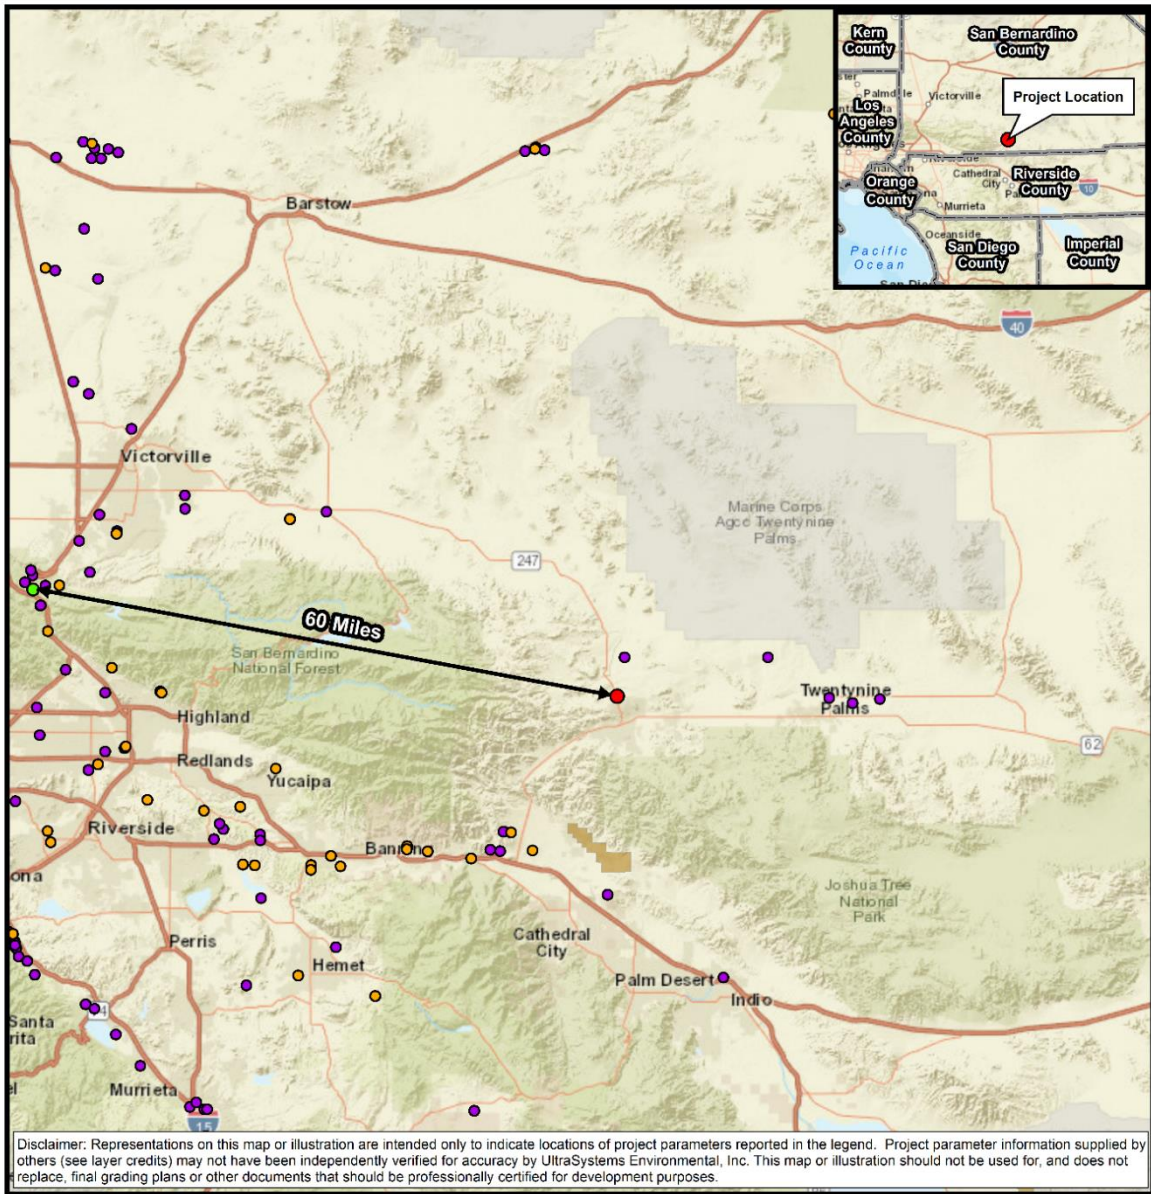 Kern
County
San Bernardino
County
Palmdale
Victorville
Project Location
Los
Angeles
County
Riverside
Cathedral
City
Riverside
County
10
Orange
County
Murrieta
Oceanside
Pacific
Ocean
San Diego
County
Imperial
County
Barstow
40
Victorville
Marine Corps
Agcc Twentynine
Palms
247
60 Miles
San Bernardino
National Forest
Twentynine
Palms
Highland
62
Redlands
Yucaipa
Riverside
Banning
ona
Joshua Tree
National
Park
Perris
Cathedral
City
Hemet
Palm Desert
Indio
Santa
rita
Murrieta
15
Disclaimer: Representations on this map or illustration are intended only to indicate locations of project parameters reported in the legend. Project parameter information supplied by
others (see layer credits) may not have been independently verified for accuracy by UltraSystems Environmental, Inc. This map or illustration should not be used for, and does not
replace, final grading plans or other documents that should be professionally certified for development purposes.